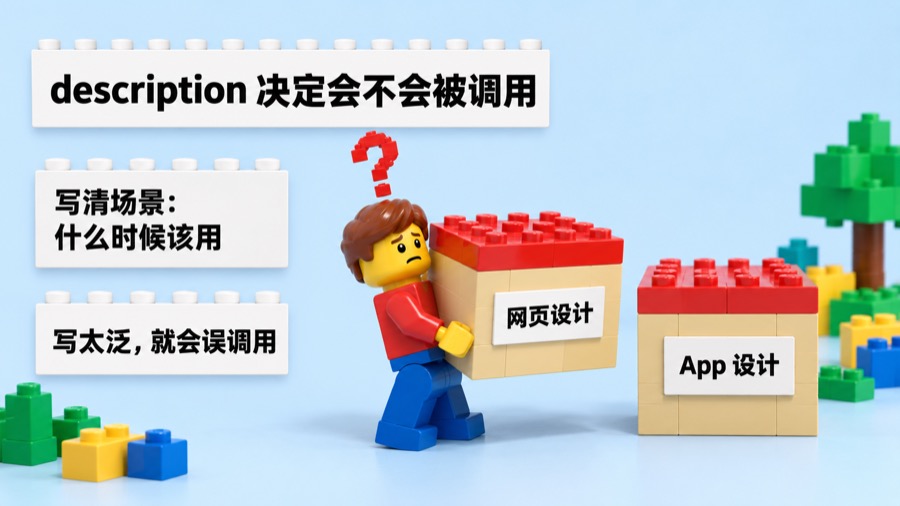 description 决定会不会被调用
写清场景：
什么时候该用
写太泛，就会误调用
网页设计
App 设计